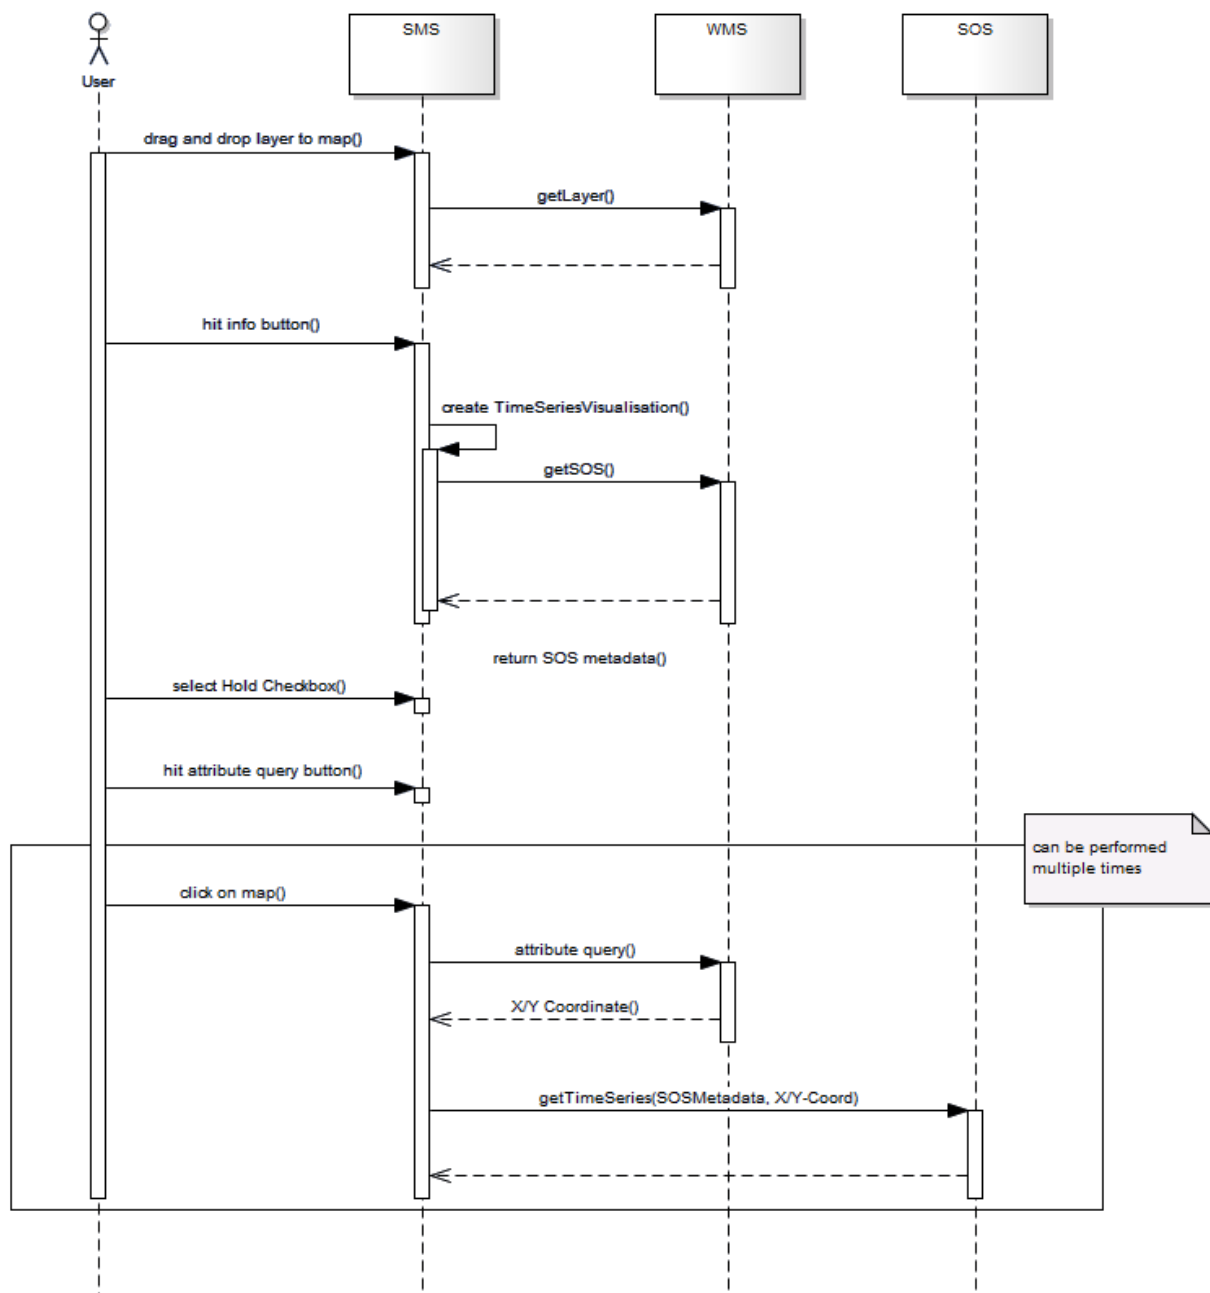 SMS
WMS
SOS
User
drag and drop layer to map()
getLayer()
hit info button()
create TimeSeriesVisualisation()
getSOS()
return SOS metadata()
select Hold Checkbox()
hit attribute query button()
can be performed
multiple times
click on map()
attribute query()
X/Y Coordinate()
getTimeSeries(SOSMetadata, X/Y-Coord)